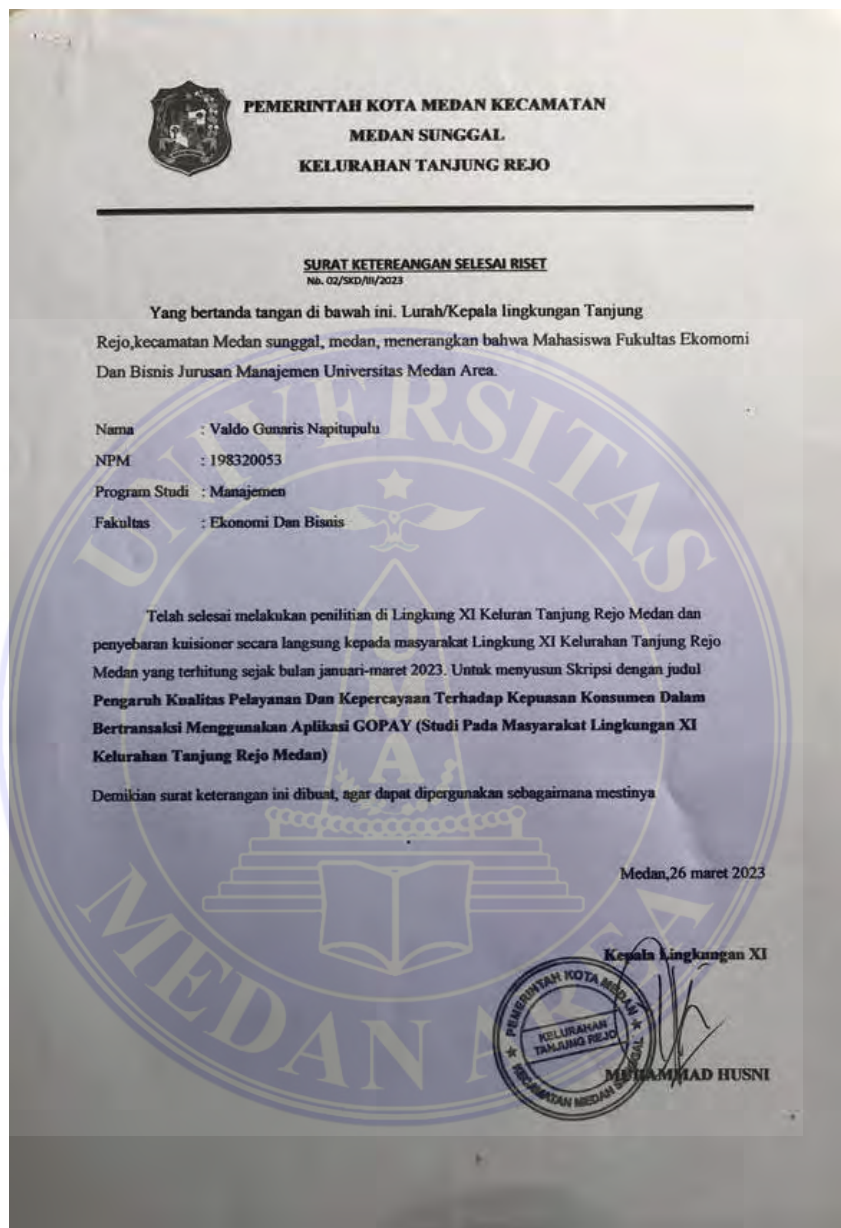 PEMERINTAH KOTA MEDAN KECAMATAN
MEDAN SUNGGAL
KELURAHAN TANJUNG REJO
SURAT KETEREANGAN SELESAI RISET
No. 02/SKD/III/2023
Yang bertanda tangan di bawah ini. Lurah/Kepala lingkungan Tanjung
Rejo,kecamatan Medan sunggal, medan, menerangkan bahwa Mahasiswa Fukultas Ekomomi
Dan Bisnis Jurusan Manajemen Universitas Medan Area.
Nama : Valdo Gunaris Napitupulu
NPM : 198320053
Program Studi : Manajemen
Fakultas : Ekonomi Dan Bisnis
Telah selesai melakukan penilitian di Lingkung XI Keluran Tanjung Rejo Medan dan
penyebaran kuisioner secara langsung kepada masyarakat Lingkung XI Kelurahan Tanjung Rejo
Medan yang terhitung sejak bulan januari-maret 2023. Untuk menyusun Skripsi dengan judul
Pengaruh Kualitas Pelayanan Dan Kepercayaan Terhadap Kepuasan Konsumen Dalam
Bertransaksi Menggunakan Aplikasi GOPAY (Studi Pada Masyarakat Lingkungan XI
Kelurahan Tanjung Rejo Medan)
Demikian surat keterangan ini dibuat, agar dapat dipergunakan sebagaimana mestinya
Medan,26 maret 2023
Kepala Lingkungan XI
PEMERINTAH KOTA MEDAN
KELURAHAN
TANJUNG REJO
KECAMATAN MEDAN SUNGGAL
MUHAMMAD HUSNI
UNIVERSITAS
MEDAN AREA
U
M
A